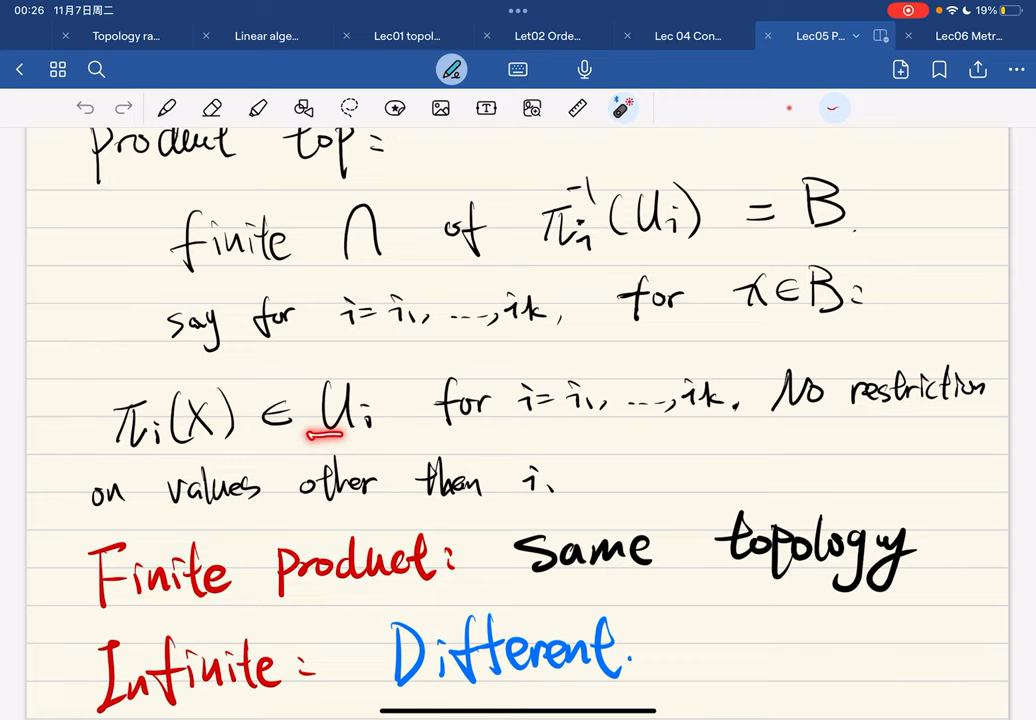 00:26 11月7日周二
19%
Topology ra...
Linear alge...
Lec01 topol...
Let02 Orde...
Lec 04 Con...
Lec05 P...
Lec06 Metr...
product top:
finite ∩ of π_i^{-1}(U_i) = B.
say for i=i_1, ..., i_k, for x∈B:
π_i(x) ∈ U_i for i=i_1, ..., i_k. No restriction
on values other then i.
Finite product: same topology
Infinite: Different.